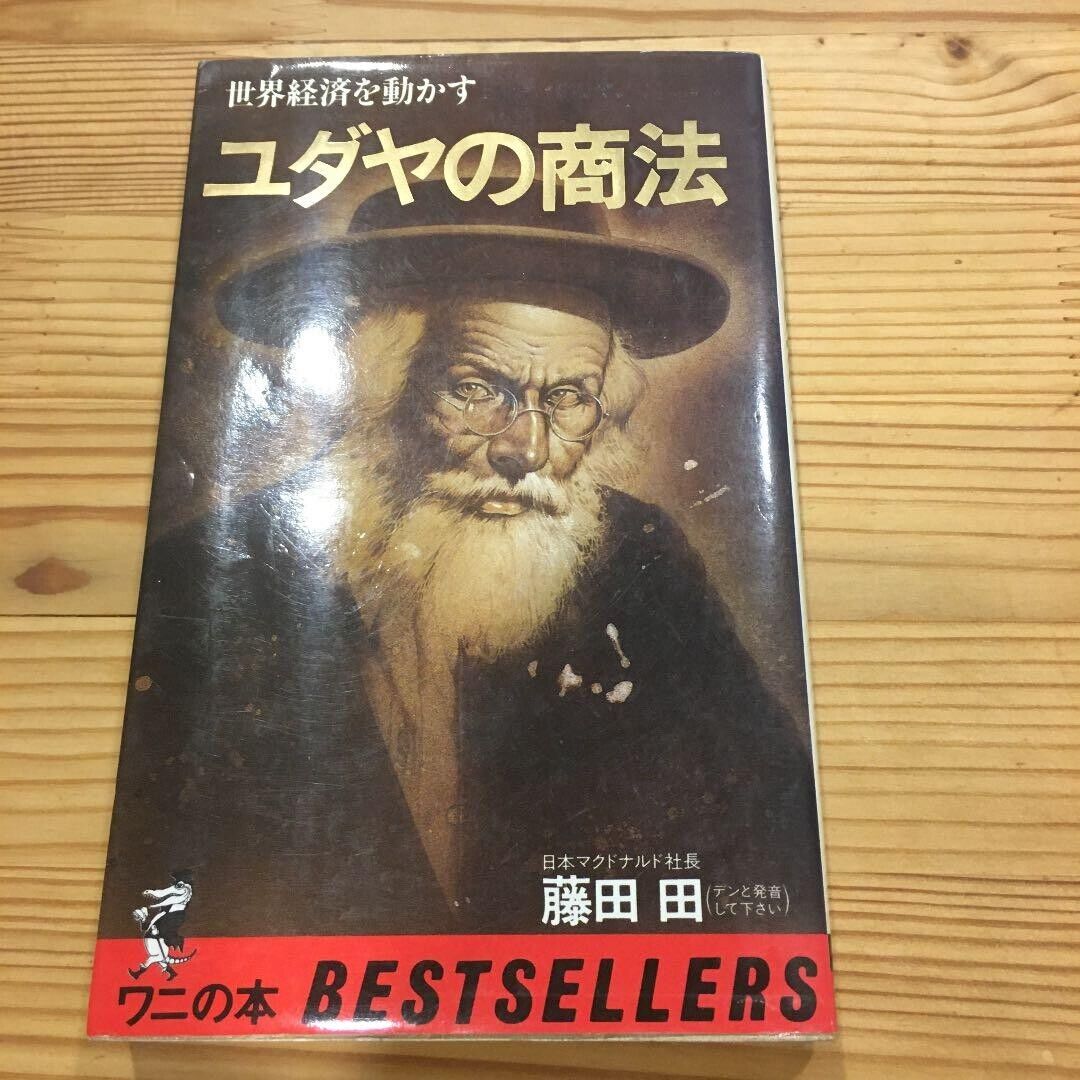 世界経済を動かす
ユダヤの商法
日本マクドナルド社長
藤田 田(デンと発音して下さい)
ワニの本 BESTSELLERS